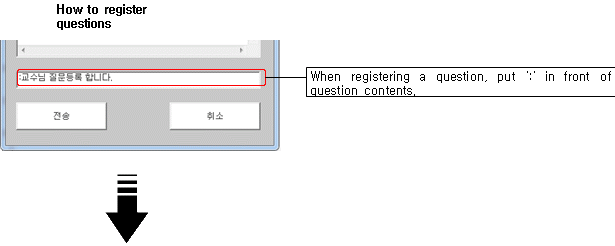 How to register
questions
:교수님 질문등록 합니다.
When registering a question, put ':' in front of
question contents.
전송
취소